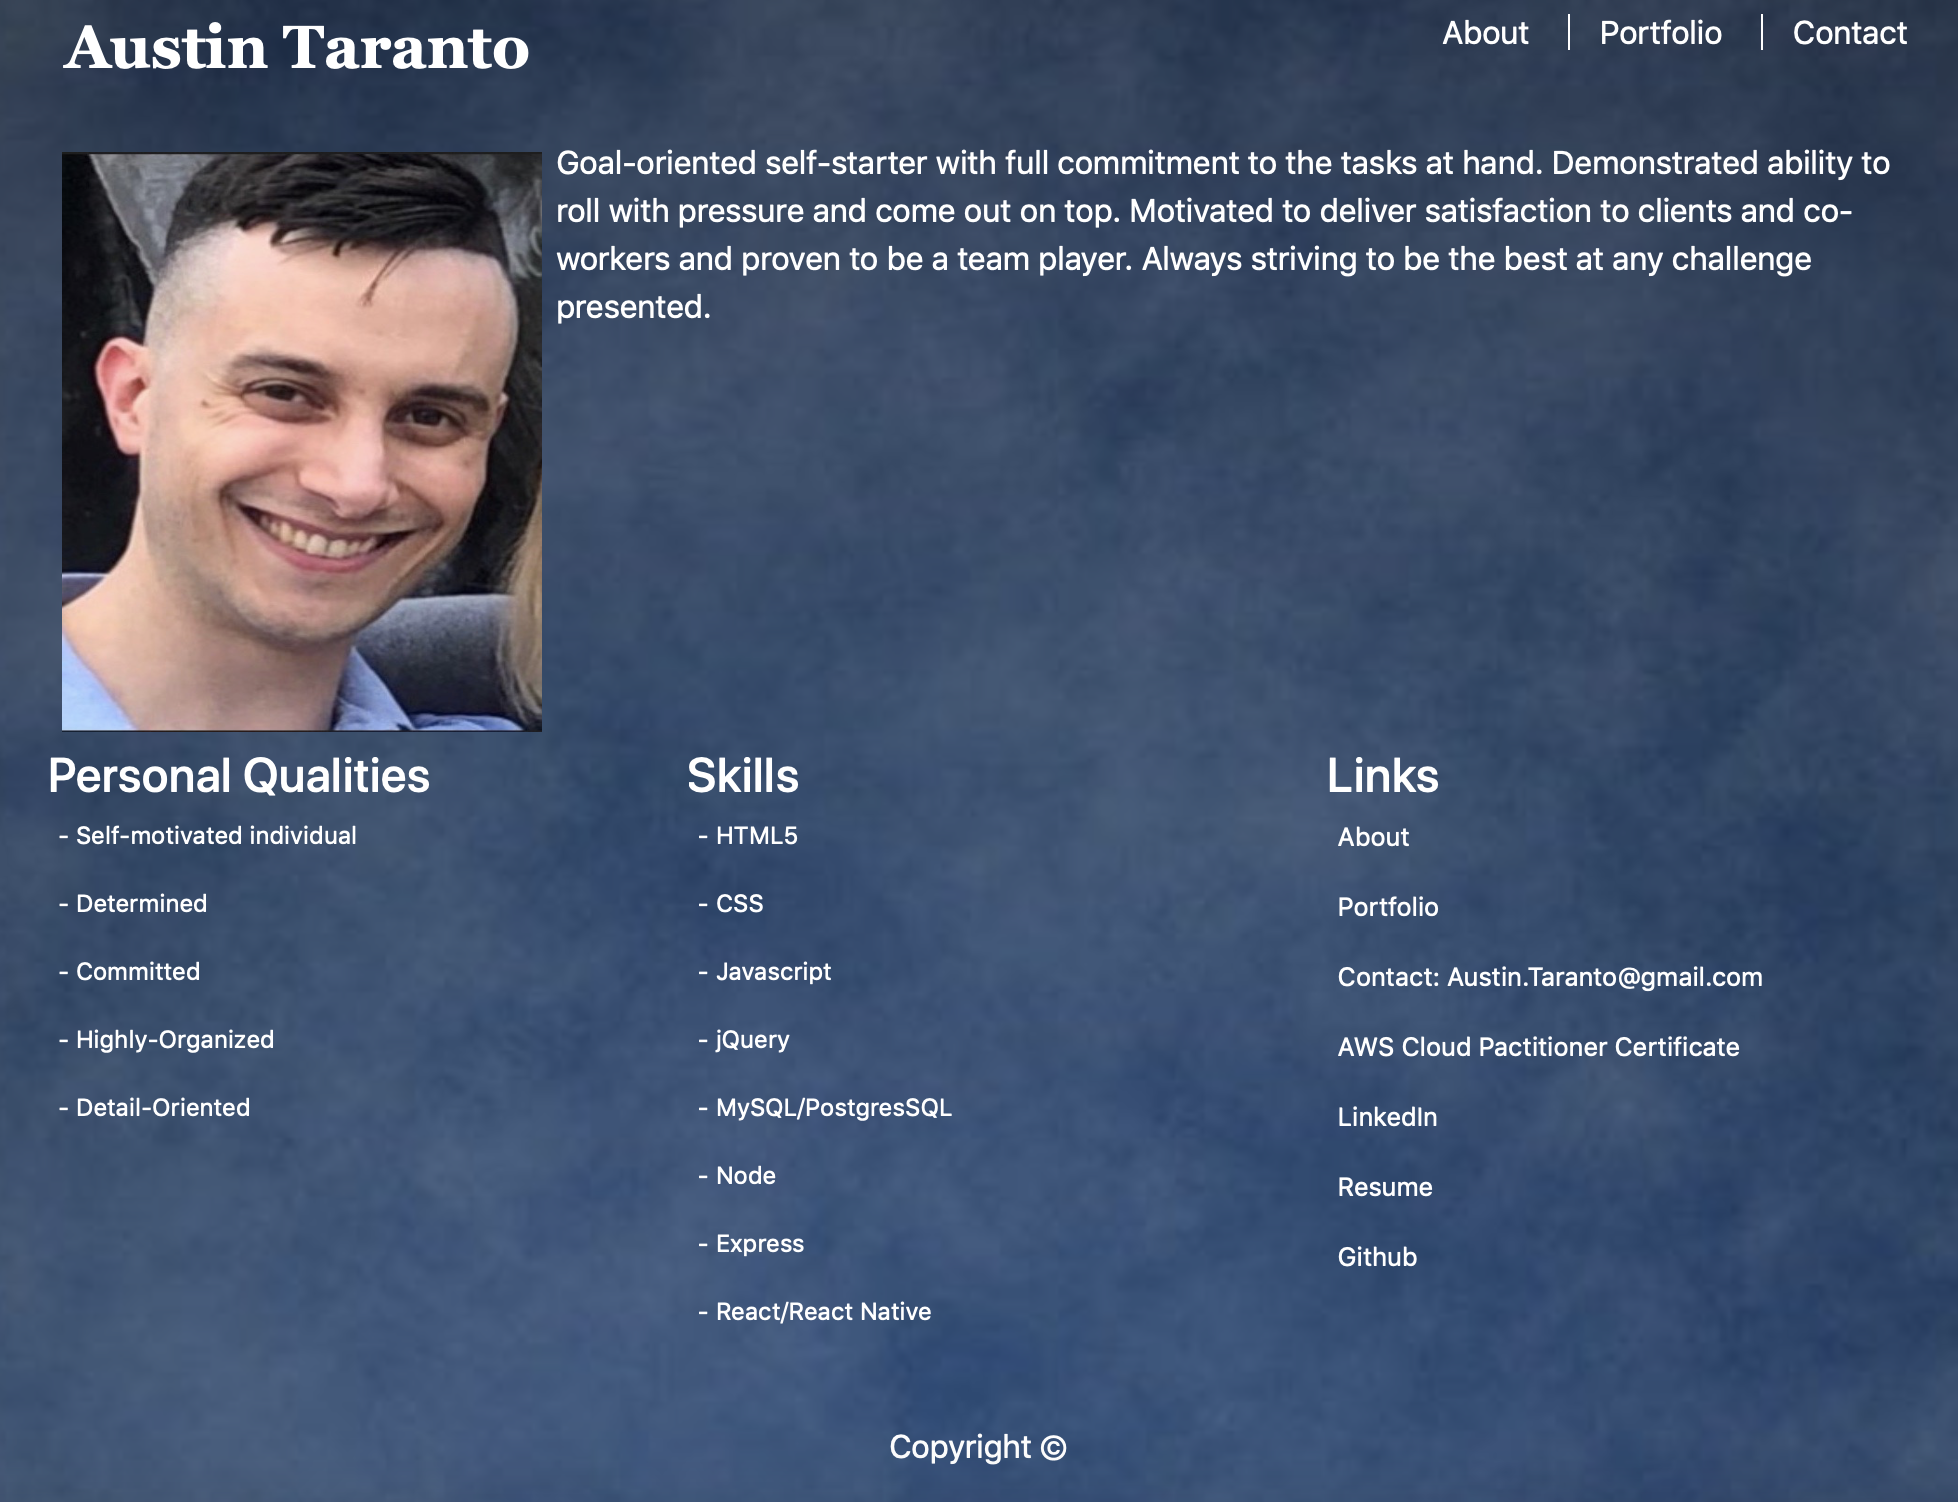 Austin Taranto
About
Portfolio
Contact
Goal-oriented self-starter with full commitment to the tasks at hand. Demonstrated ability to
roll with pressure and come out on top. Motivated to deliver satisfaction to clients and co-
workers and proven to be a team player. Always striving to be the best at any challenge
presented.
Personal Qualities
- Self-motivated individual
- Determined
- Committed
- Highly-Organized
- Detail-Oriented
Skills
- HTML5
- CSS
- Javascript
- jQuery
- MySQL/PostgresSQL
- Node
- Express
- React/React Native
Links
About
Portfolio
Contact: Austin.Taranto@gmail.com
AWS Cloud Pactitioner Certificate
LinkedIn
Resume
Github
Copyright ©